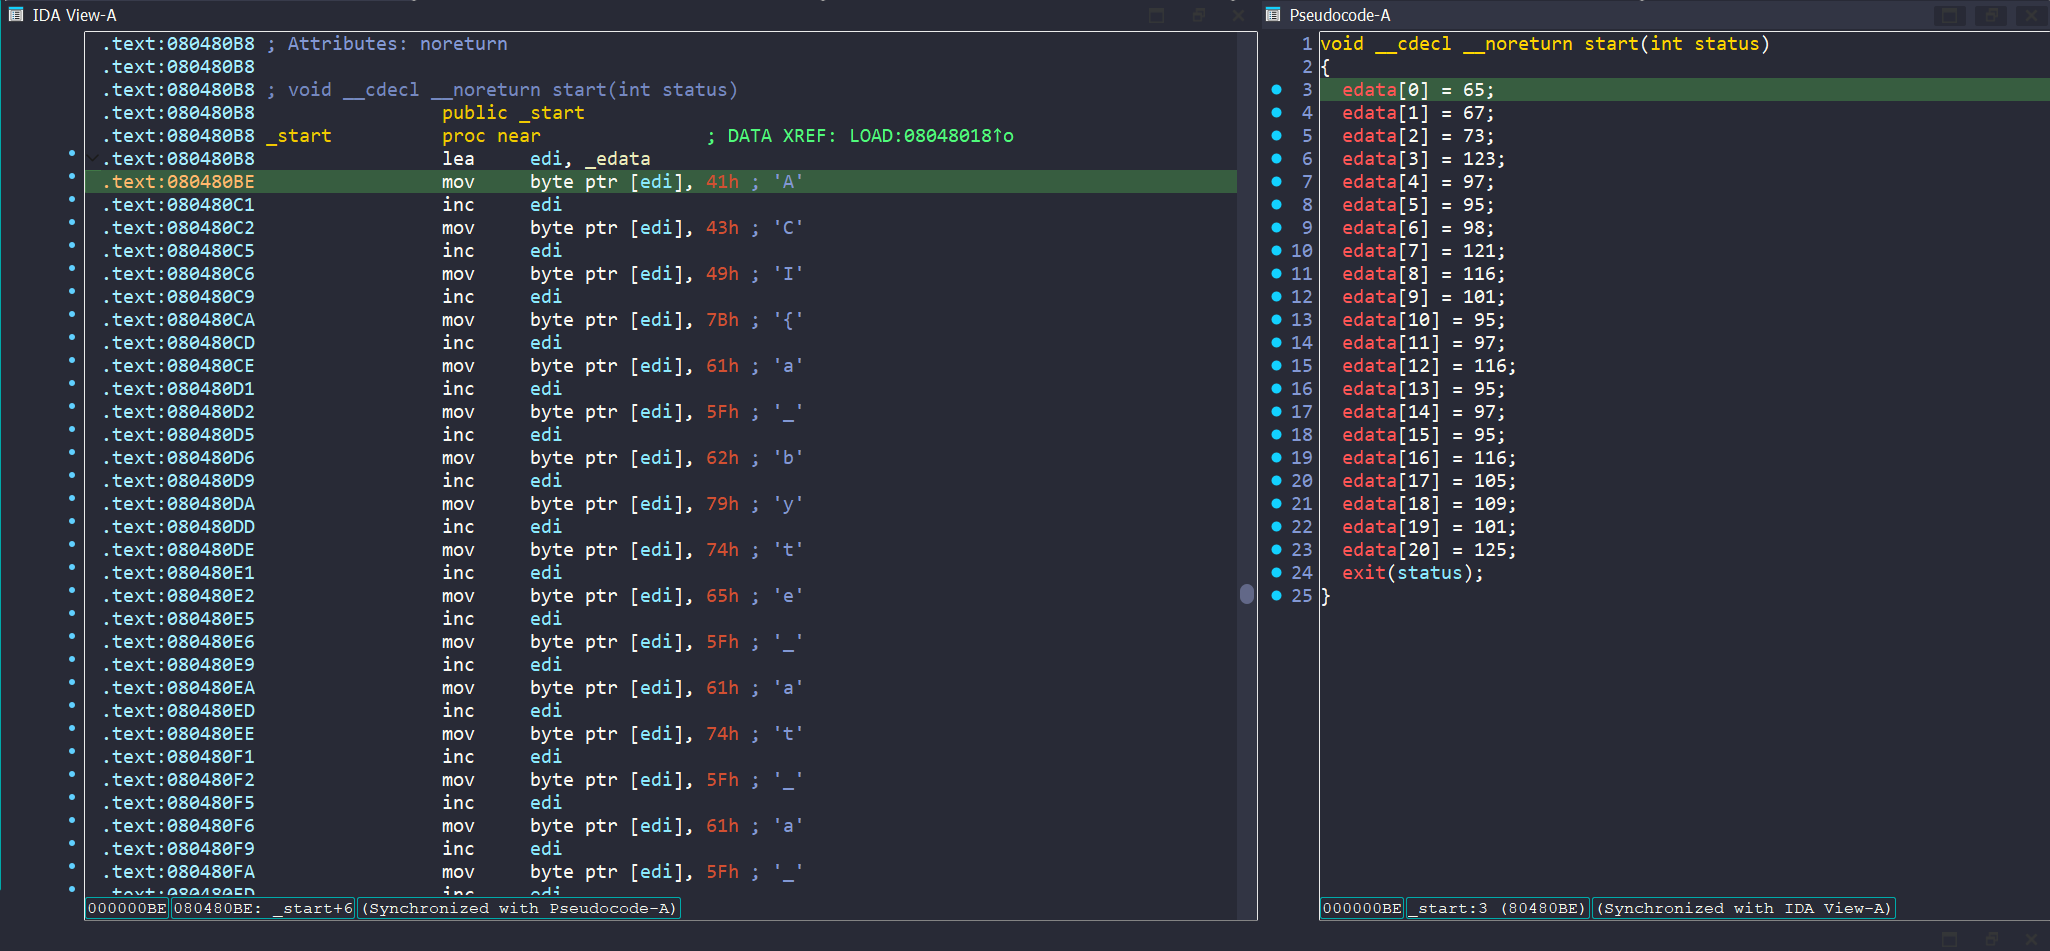 IDA View-A
.text:080480B8 ; Attributes: noreturn
.text:080480B8
.text:080480B8 ; void __cdecl __noreturn start(int status)
.text:080480B8 public _start
.text:080480B8 _start proc near ; DATA XREF: LOAD:08048018↑o
.text:080480B8 lea edi, _edata
.text:080480BE mov byte ptr [edi], 41h ; 'A'
.text:080480C1 inc edi
.text:080480C2 mov byte ptr [edi], 43h ; 'C'
.text:080480C5 inc edi
.text:080480C6 mov byte ptr [edi], 49h ; 'I'
.text:080480C9 inc edi
.text:080480CA mov byte ptr [edi], 7Bh ; '{'
.text:080480CD inc edi
.text:080480CE mov byte ptr [edi], 61h ; 'a'
.text:080480D1 inc edi
.text:080480D2 mov byte ptr [edi], 5Fh ; '_'
.text:080480D5 inc edi
.text:080480D6 mov byte ptr [edi], 62h ; 'b'
.text:080480D9 inc edi
.text:080480DA mov byte ptr [edi], 79h ; 'y'
.text:080480DD inc edi
.text:080480DE mov byte ptr [edi], 74h ; 't'
.text:080480E1 inc edi
.text:080480E2 mov byte ptr [edi], 65h ; 'e'
.text:080480E5 inc edi
.text:080480E6 mov byte ptr [edi], 5Fh ; '_'
.text:080480E9 inc edi
.text:080480EA mov byte ptr [edi], 61h ; 'a'
.text:080480ED inc edi
.text:080480EE mov byte ptr [edi], 74h ; 't'
.text:080480F1 inc edi
.text:080480F2 mov byte ptr [edi], 5Fh ; '_'
.text:080480F5 inc edi
.text:080480F6 mov byte ptr [edi], 61h ; 'a'
.text:080480F9 inc edi
.text:080480FA mov byte ptr [edi], 5Fh ; '_'
.text:080480FD inc edi
000000BE 080480BE: _start+6 (Synchronized with Pseudocode-A)
Pseudocode-A
1 void __cdecl __noreturn start(int status)
2 {
3 edata[0] = 65;
4 edata[1] = 67;
5 edata[2] = 73;
6 edata[3] = 123;
7 edata[4] = 97;
8 edata[5] = 95;
9 edata[6] = 98;
10 edata[7] = 121;
11 edata[8] = 116;
12 edata[9] = 101;
13 edata[10] = 95;
14 edata[11] = 97;
15 edata[12] = 116;
16 edata[13] = 95;
17 edata[14] = 97;
18 edata[15] = 95;
19 edata[16] = 116;
20 edata[17] = 105;
21 edata[18] = 109;
22 edata[19] = 101;
23 edata[20] = 125;
24 exit(status);
25 }
000000BE _start:3 (80480BE) (Synchronized with IDA View-A)